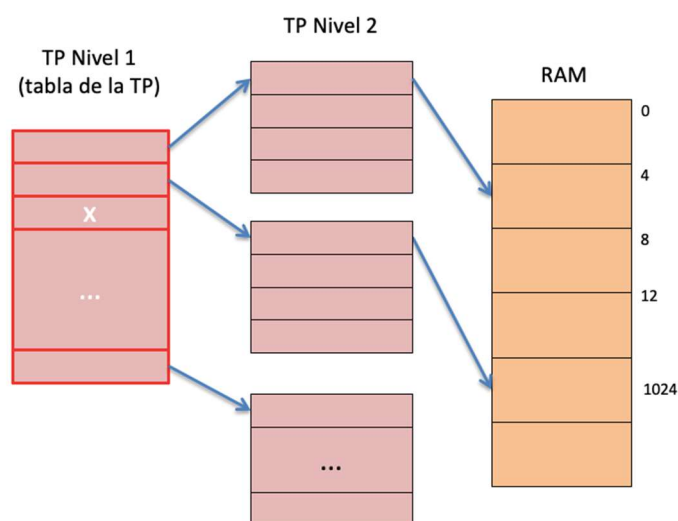 TP Nivel 2
TP Nivel 1
(tabla de la TP)
RAM
0
4
X
8
...
12
1024
...